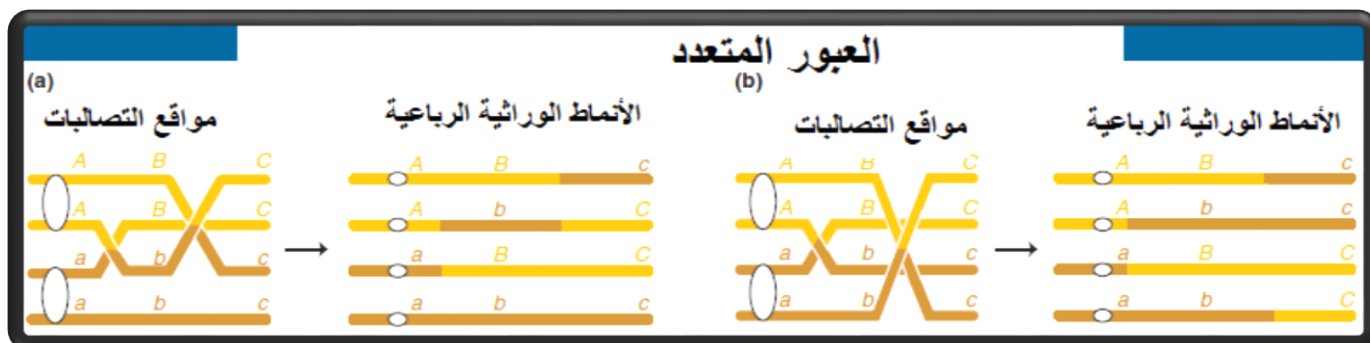 العبور المتعدد
(a)
مواقع التصالبات
الأنماط الوراثية الرباعية
A B C
A B C
a b c
a b c
A B c
A b C
a B C
a b c
(b)
مواقع التصالبات
الأنماط الوراثية الرباعية
A B C
A B C
a b c
a b c
A B c
A b c
a B C
a b C